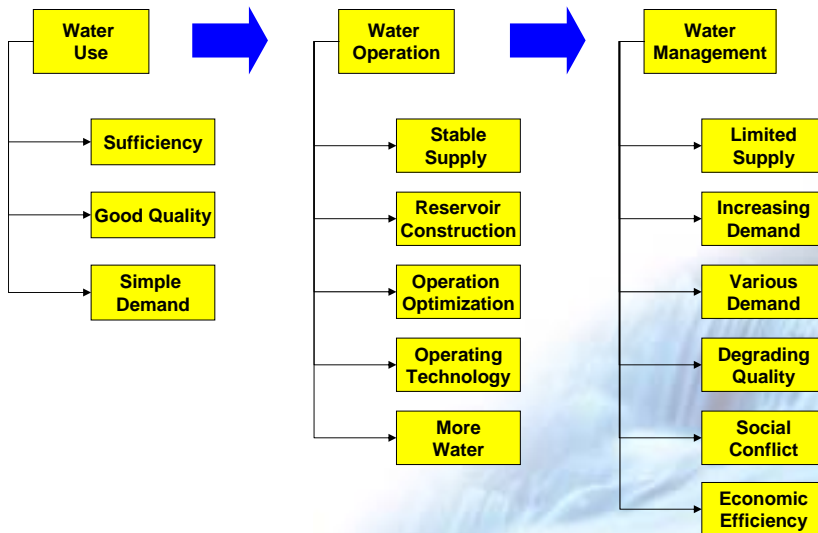 Water
Use
Sufficiency
Good Quality
Simple
Demand
Water
Operation
Stable
Supply
Reservoir
Construction
Operation
Optimization
Operating
Technology
More
Water
Water
Management
Limited
Supply
Increasing
Demand
Various
Demand
Degrading
Quality
Social
Conflict
Economic
Efficiency